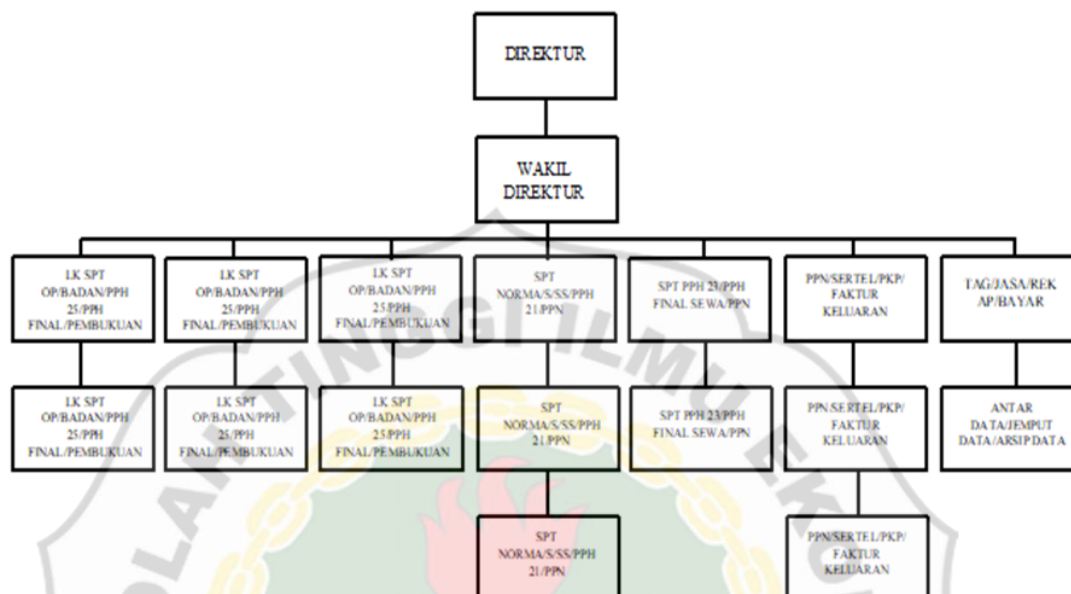 DIREKTUR
WAKIL
DIREKTUR
LK SPT
OP/BADAN/PPH
25/PPH
FINAL/PEMBUKUAN
LK SPT
OP/BADAN/PPH
25/PPH
FINAL/PEMBUKUAN
LK SPT
OP/BADAN/PPH
25/PPH
FINAL/PEMBUKUAN
SPT
NORMA/S/SS/PPH
21/PPN
SPT PPH 23/PPH
FINAL SEWA/PPN
PPN/SERTEL/PKP/
FAKTUR
KELUARAN
TAG/JASA/REK
AP/BAYAR
LK SPT
OP/BADAN/PPH
25/PPH
FINAL/PEMBUKUAN
LK SPT
OP/BADAN/PPH
25/PPH
FINAL/PEMBUKUAN
LK SPT
OP/BADAN/PPH
25/PPH
FINAL/PEMBUKUAN
SPT
NORMA/S/SS/PPH
21/PPN
SPT PPH 23/PPH
FINAL SEWA/PPN
PPN/SERTEL/PKP/
FAKTUR
KELUARAN
ANTAR
DATA/JEMPUT
DATA/ARSIP DATA
SPT
NORMA/S/SS/PPH
21/PPN
PPN/SERTEL/PKP/
FAKTUR
KELUARAN
OLAH TINGGI ILMU EKO